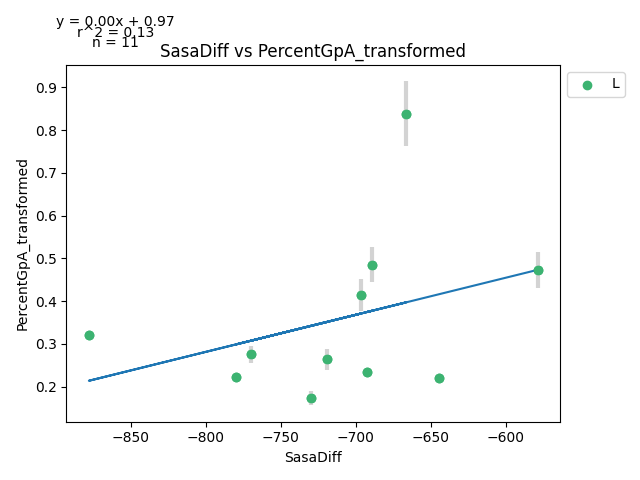 y = 0.00x + 0.97
r^2 = 0.13
n = 11
SasaDiff vs PercentGpA_transformed
L
PercentGpA_transformed
0.9
0.8
0.7
0.6
0.5
0.4
0.3
0.2
−850
−800
−750
−700
−650
−600
SasaDiff